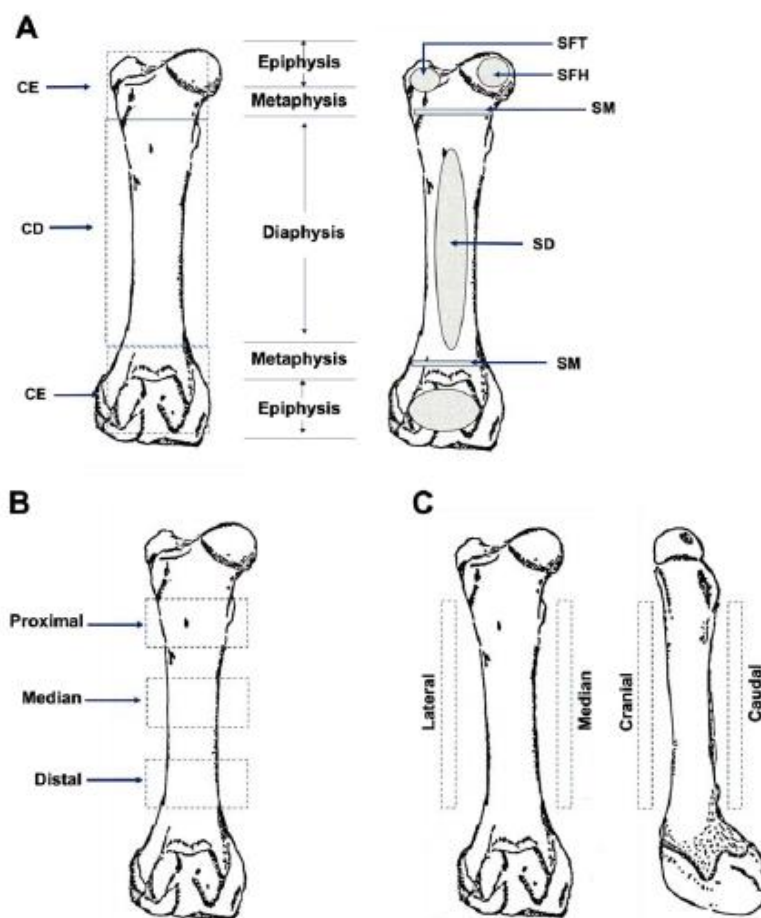 A
Epiphysis
Metaphysis
Diaphysis
Metaphysis
Epiphysis
CE
CD
CE
SFT
SFH
SM
SD
SM
B
Proximal
Median
Distal
C
Lateral
Median
Cranial
Caudal